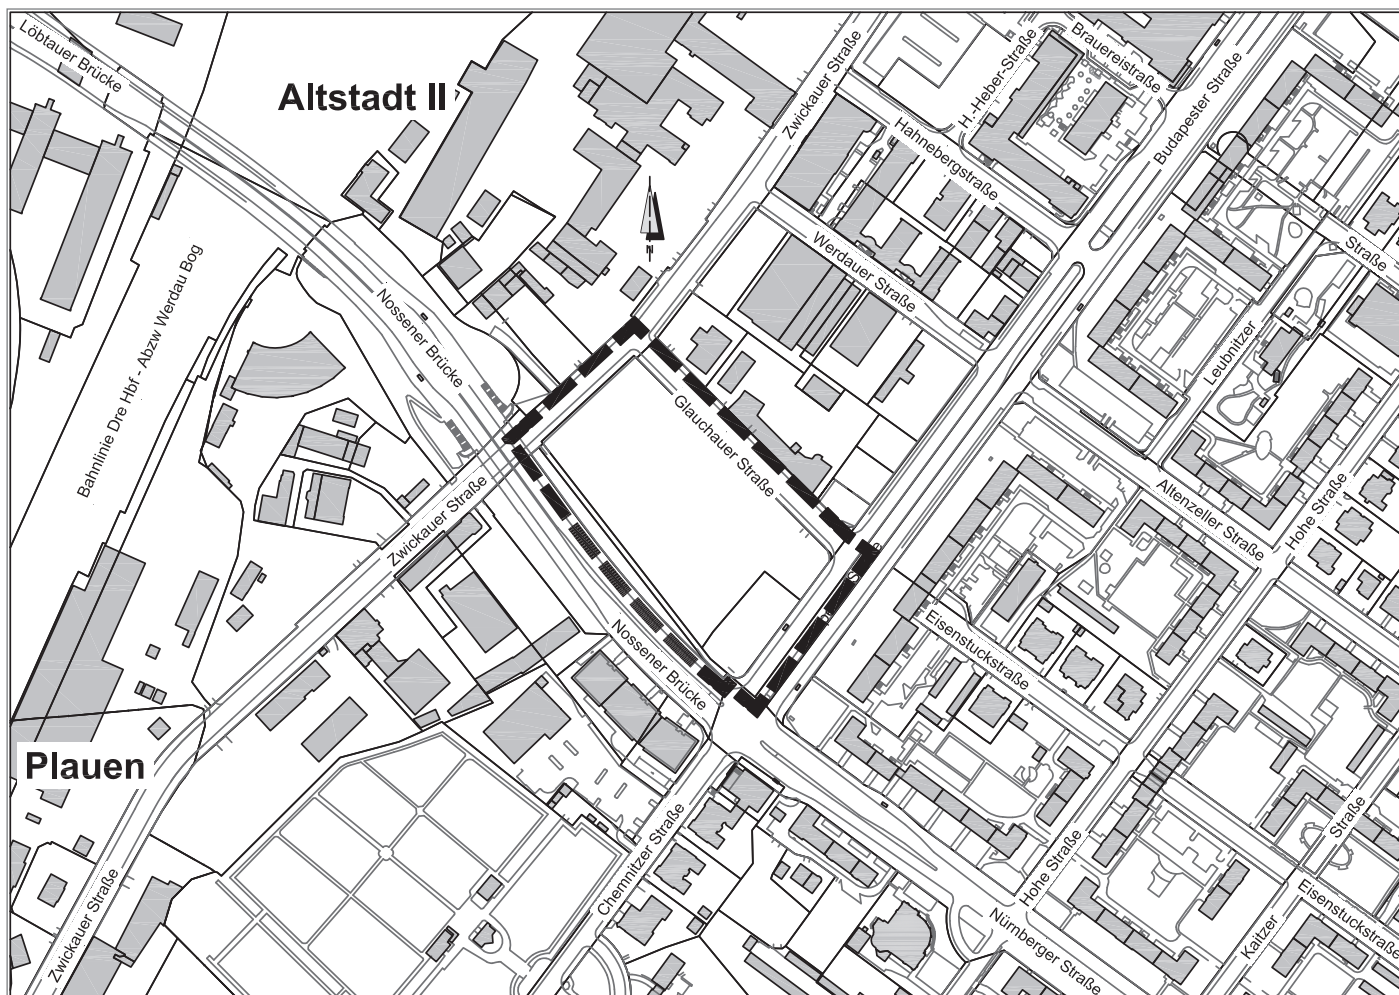 Löbtauer Brücke
Altstadt II
Zwickauer Straße
H.-Heber-Straße
Brauereistraße
Budapester Straße
Hahnebergstraße
Werdauer Straße
Straße
N
Bahnlinie Dre Hbf - Abzw Werdau Bog
Nossener Brücke
Leubnitzer
Glauchauer Straße
Zwickauer Straße
Altenzeller Straße
Hohe Straße
Eisenstuckstraße
Nossener Brücke
Plauen
Chemnitzer Straße
Hohe Straße
Straße
Zwickauer Straße
Nürnberger Straße
Kaitzer
Eisenstuckstraße